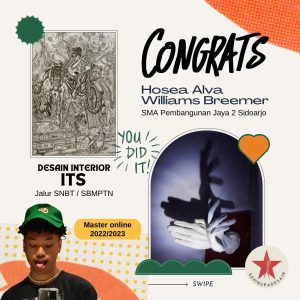 CONGRATS
Hosea Alva
Williams Breemer
SMA Pembangunan Jaya 2 Sidoarjo
YOU
DID
IT!
DESAIN INTERIOR
ITS
Jalur SNBT / SBMPTN
Master online
2022/2023
SWIPE
SENIRUPADESAIN